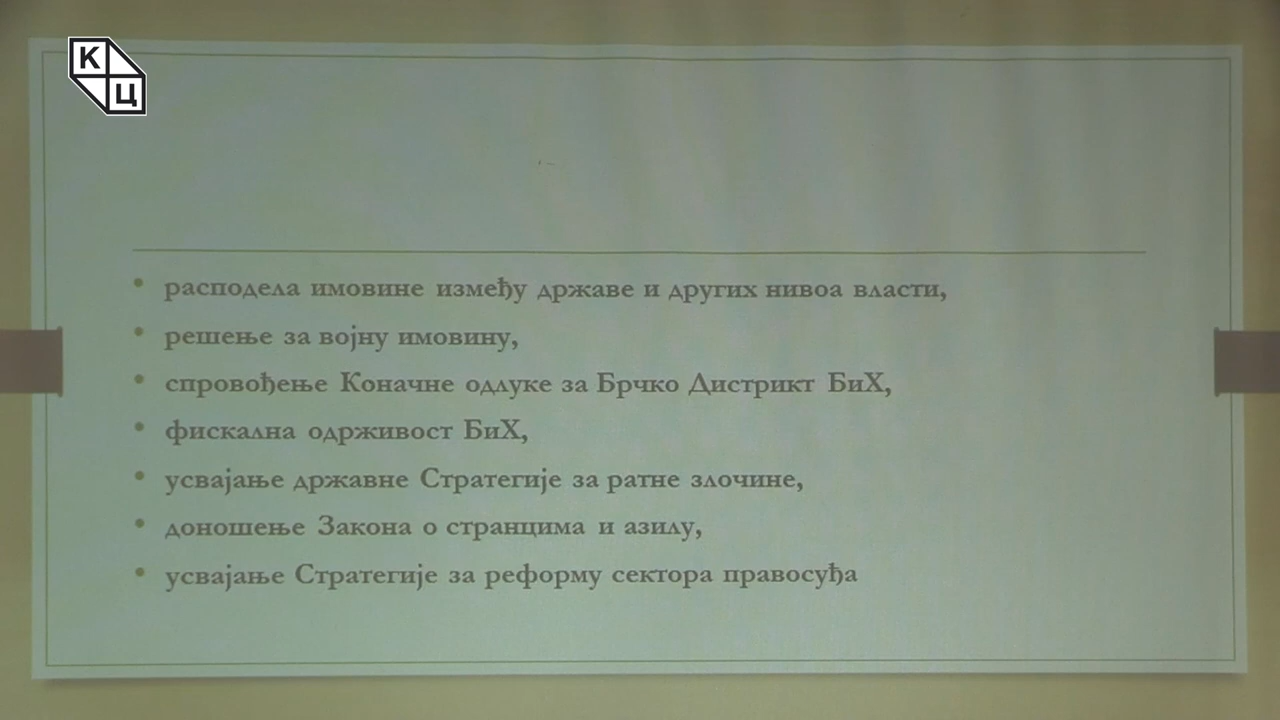 К
Ц
• расподела имовине између државе и других нивоа власти,
• решење за војну имовину,
• спровођење Коначне одлуке за Брчко Дистрикт БиХ,
• фискална одрживост БиХ,
• усвајање државне Стратегије за ратне злочине,
• доношење Закона о странцима и азилу,
• усвајање Стратегије за реформу сектора правосуђа